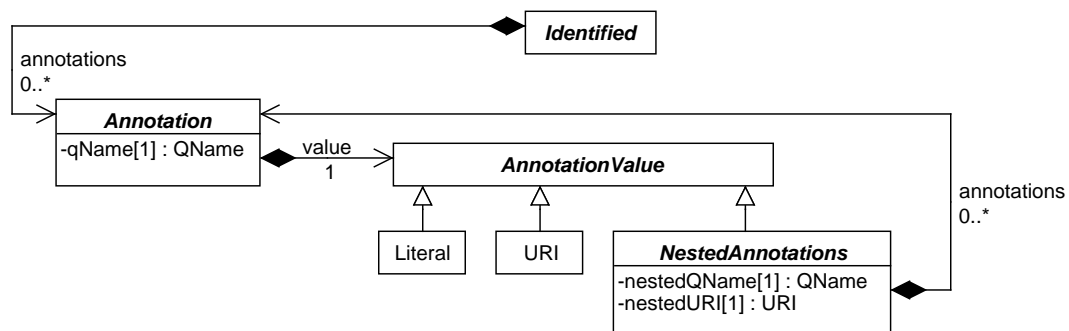 Identified
annotations
0..*
Annotation
-qName[1] : QName
value
1
AnnotationValue
annotations
0..*
Literal
URI
NestedAnnotations
-nestedQName[1] : QName
-nestedURI[1] : URI